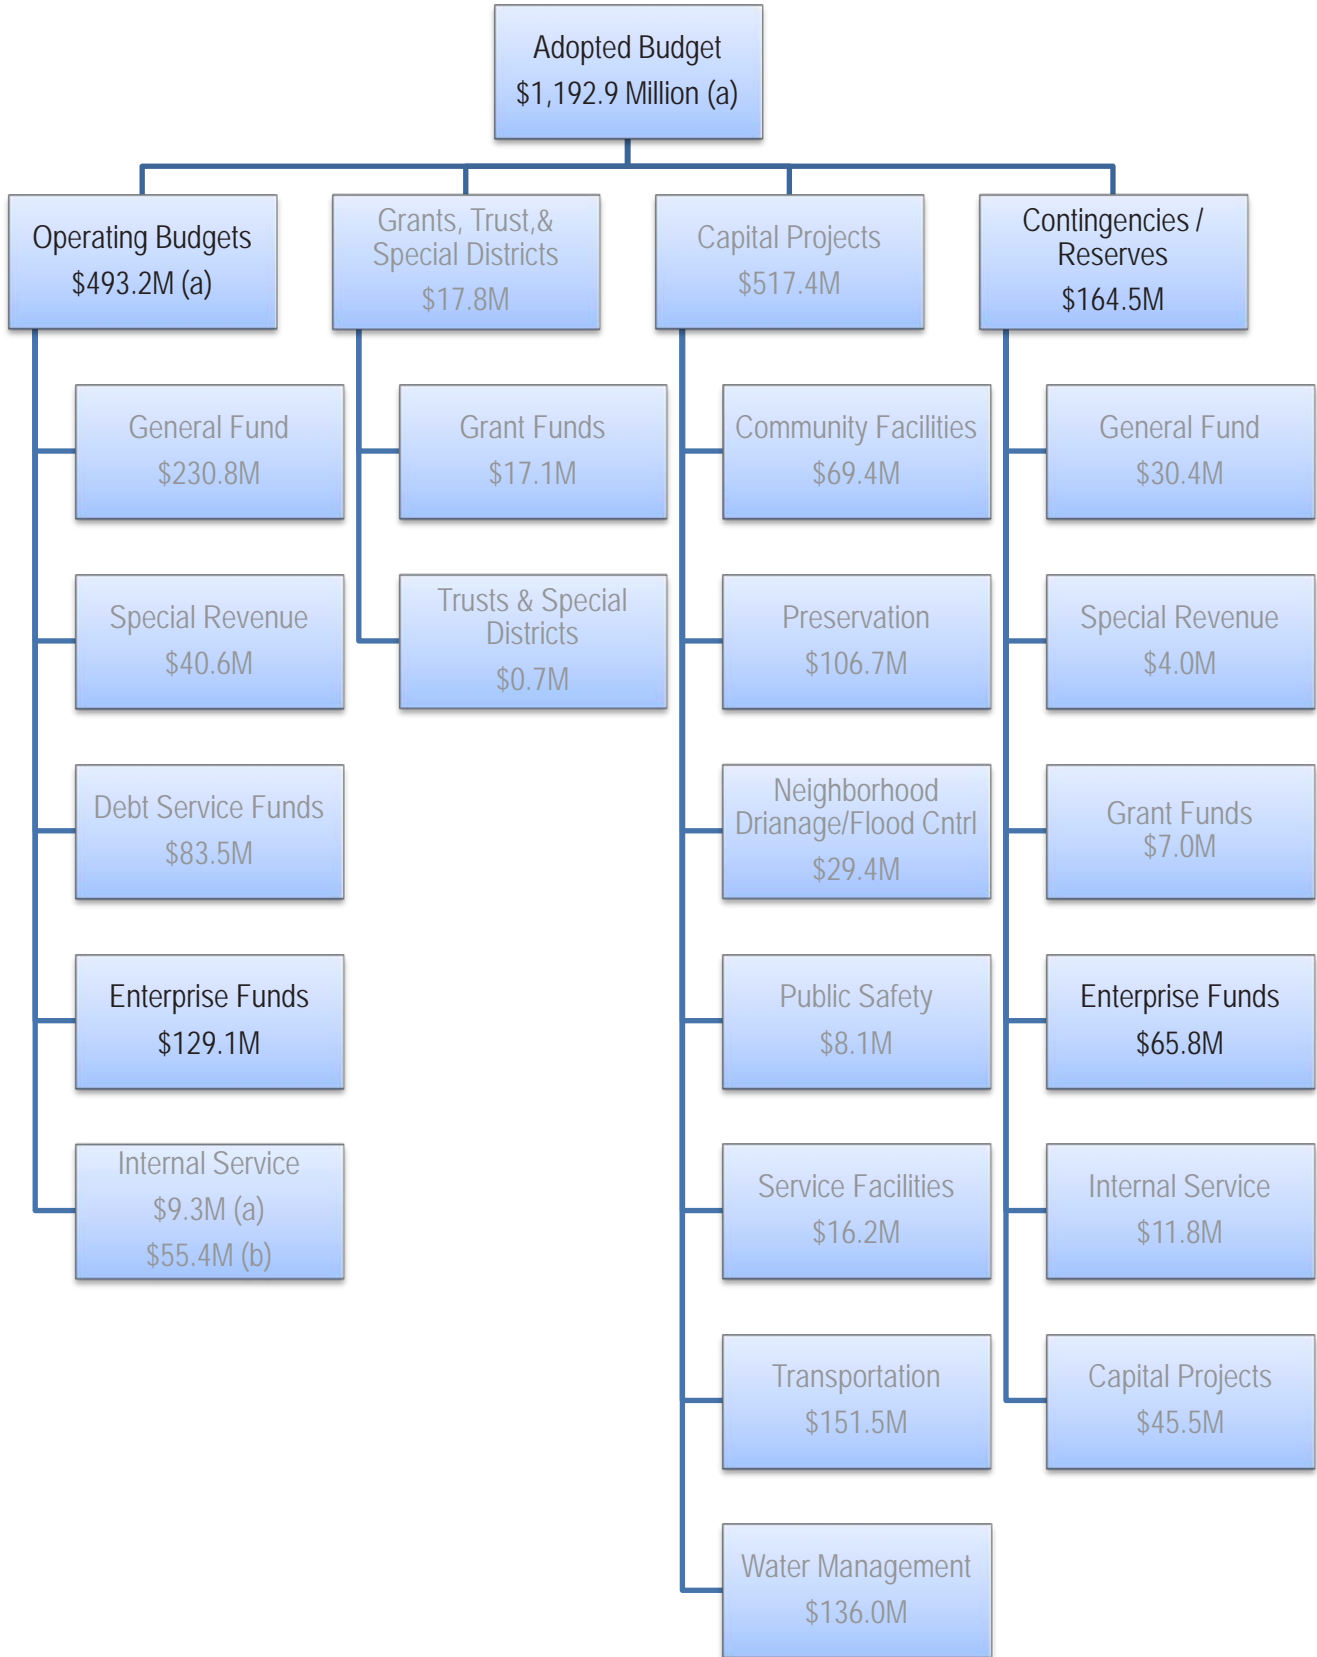 Adopted Budget
$1,192.9 Million (a)
Operating Budgets
$493.2M (a)
General Fund
$230.8M
Special Revenue
$40.6M
Debt Service Funds
$83.5M
Enterprise Funds
$129.1M
Internal Service
$9.3M (a)
$55.4M (b)
Grants, Trust,&
Special Districts
$17.8M
Grant Funds
$17.1M
Trusts & Special
Districts
$0.7M
Capital Projects
$517.4M
Community Facilities
$69.4M
Preservation
$106.7M
Neighborhood
Drianage/Flood Cntrl
$29.4M
Public Safety
$8.1M
Service Facilities
$16.2M
Transportation
$151.5M
Water Management
$136.0M
Contingencies /
Reserves
$164.5M
General Fund
$30.4M
Special Revenue
$4.0M
Grant Funds
$7.0M
Enterprise Funds
$65.8M
Internal Service
$11.8M
Capital Projects
$45.5M